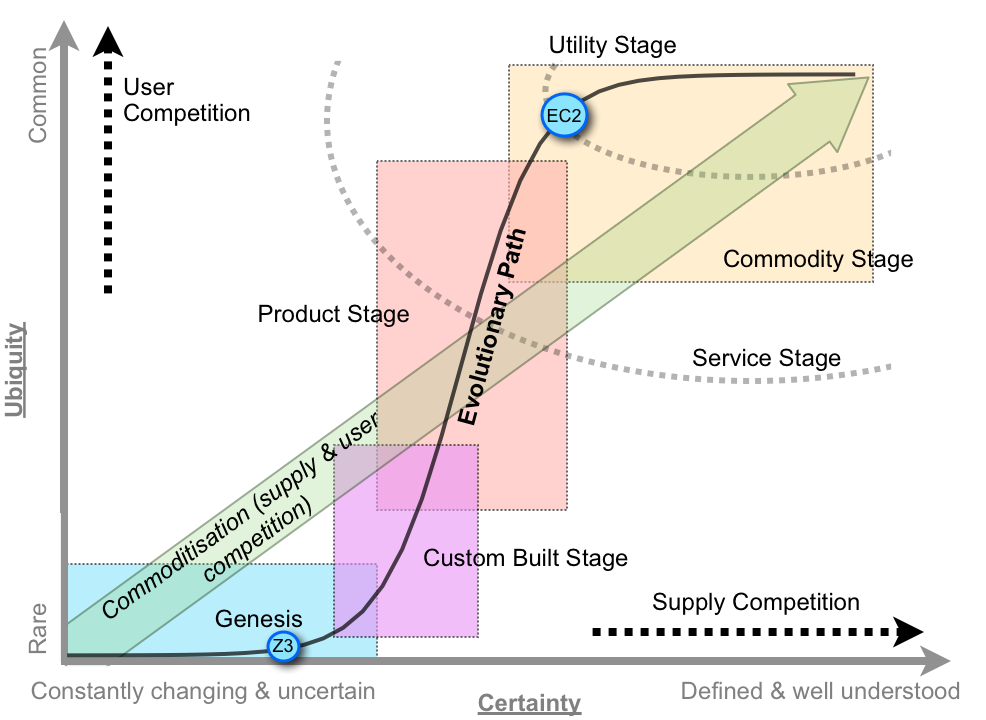 Utility Stage
Common
User
Competition
EC2
Evolutionary Path
Commodity Stage
Product Stage
Service Stage
Ubiquity
Commoditisation (supply & user
competition)
Custom Built Stage
Rare
Genesis
Z3
Supply Competition
Constantly changing & uncertain
Certainty
Defined & well understood